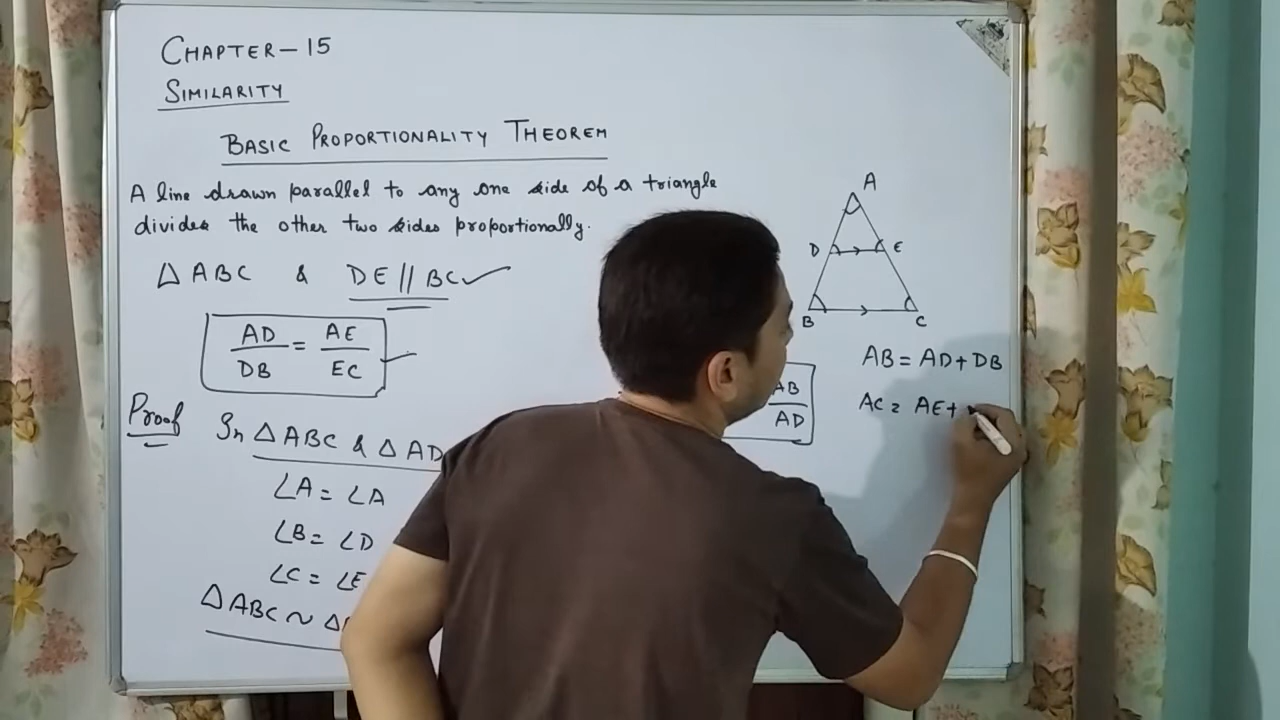 CHAPTER-15
SIMILARITY
BASIC PROPORTIONALITY THEOREM
A line drawn parallel to any one side of a triangle
divides the other two sides proportionally.
△ABC & DE//BC ✓
AD/DB = AE/EC
Proof
In △ABC & △AD
∠A = ∠A
∠B = ∠D
∠C = ∠E
△ABC ~ △
AB/AD
A
D E
B C
AB = AD+DB
AC = AE+